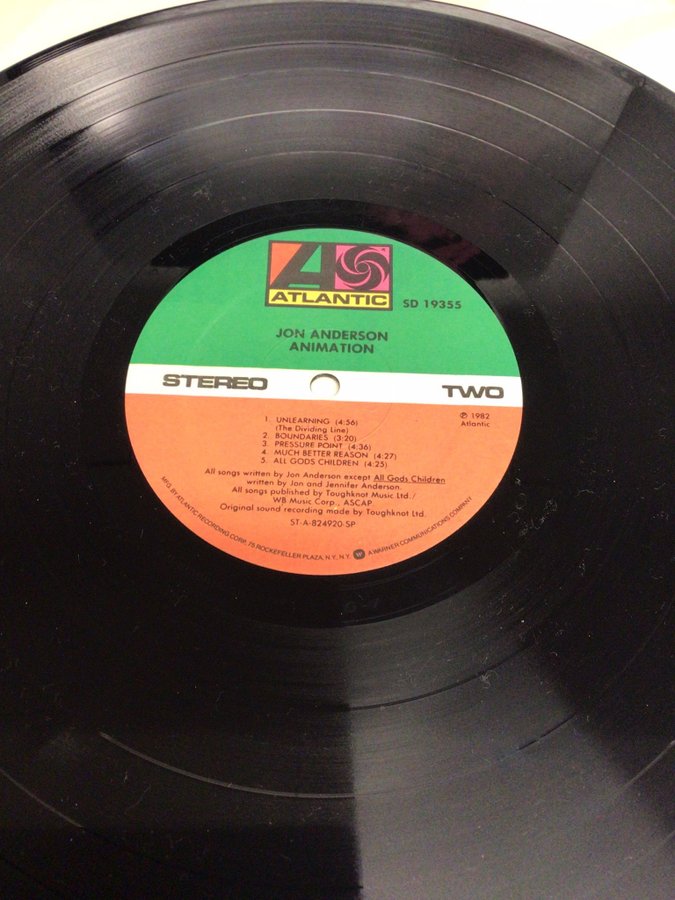 ATLANTIC
SD 19355
JON ANDERSON
ANIMATION
STEREO
TWO
1. UNLEARNING (4:56)
(The Dividing Line)
2. BOUNDARIES (3:20)
3. PRESSURE POINT (4:36)
4. MUCH BETTER REASON (4:27)
5. ALL GODS CHILDREN (4:25)
℗ 1982
Atlantic
All songs written by Jon Anderson except All Gods Children
written by Jon and Jennifer Anderson.
All songs published by Toughknot Music Ltd./
WB Music Corp., ASCAP
Original sound recording made by Toughknot Ltd.
ST-A-824920-SP
MFG. BY ATLANTIC RECORDING CORP. 75 ROCKEFELLER PLAZA, N.Y., N.Y. W A WARNER COMMUNICATIONS COMPANY